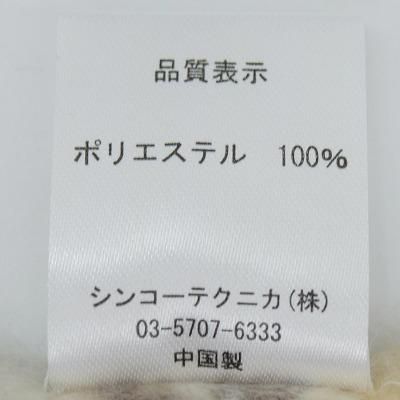 品質表示
ポリエステル　100%
シンコーテクニカ(株)
03-5707-6333
中国製